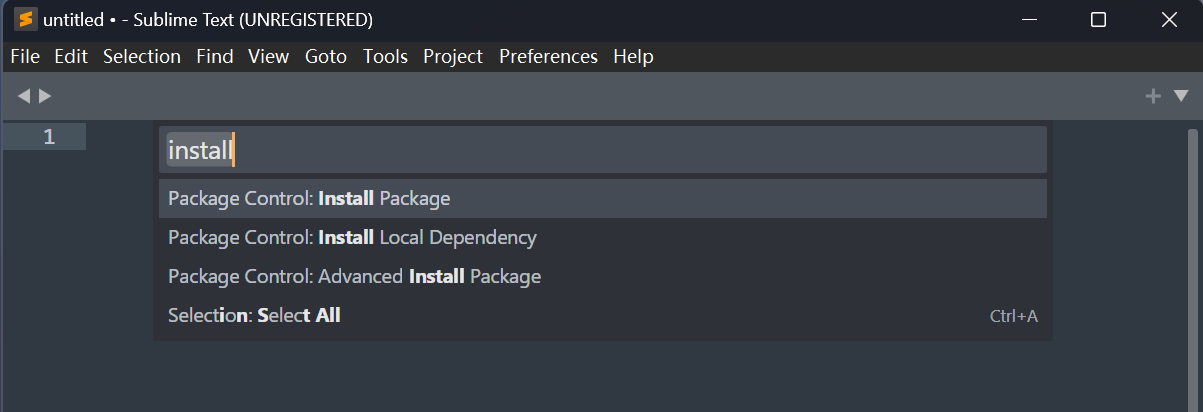 untitled • - Sublime Text (UNREGISTERED)
File Edit Selection Find View Goto Tools Project Preferences Help
1
install
Package Control: Install Package
Package Control: Install Local Dependency
Package Control: Advanced Install Package
Selection: Select All Ctrl+A